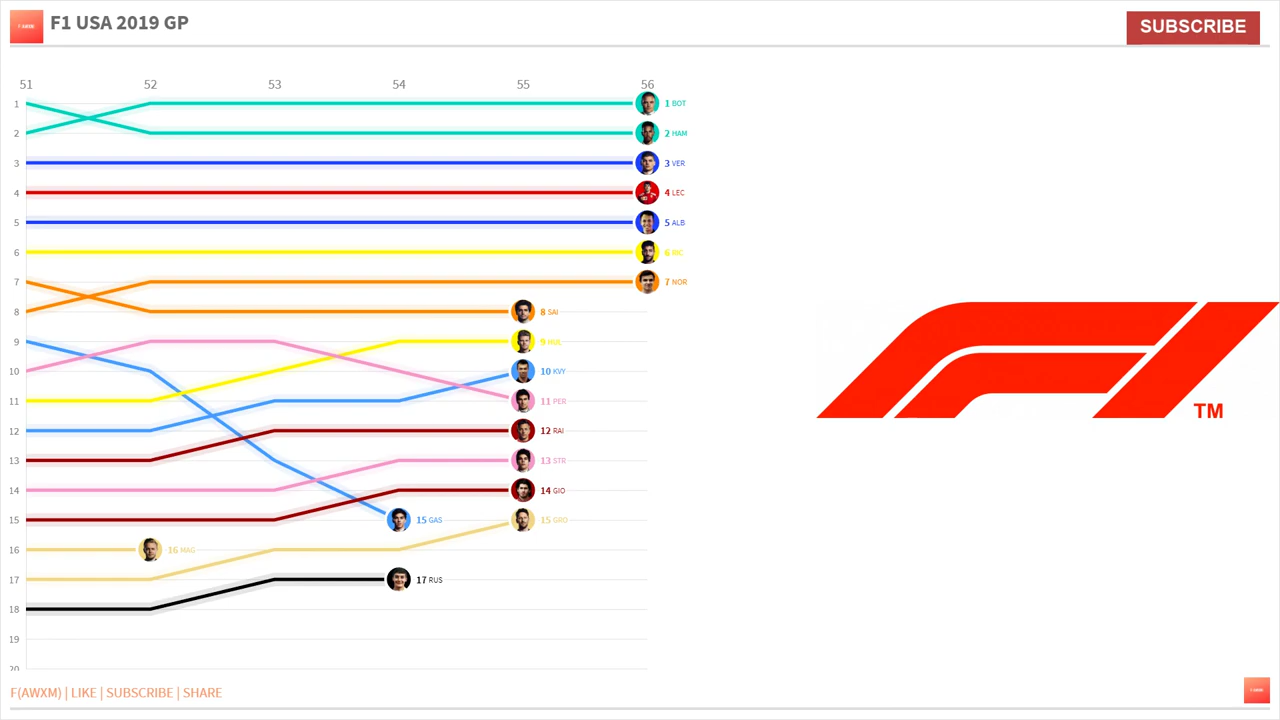 F1 USA 2019 GP
SUBSCRIBE
51 52 53 54 55 56
1
2
3
4
5
6
7
8
9
10
11
12
13
14
15
16
17
18
19
20
1 BOT
2 HAM
3 VER
4 LEC
5 ALB
6 RIC
7 NOR
8 SAI
9 HUL
10 KVY
11 PER
12 RAI
13 STR
14 GIO
15 GAS
15 GRO
16 MAG
17 RUS
F1
TM
F(AWXM) | LIKE | SUBSCRIBE | SHARE